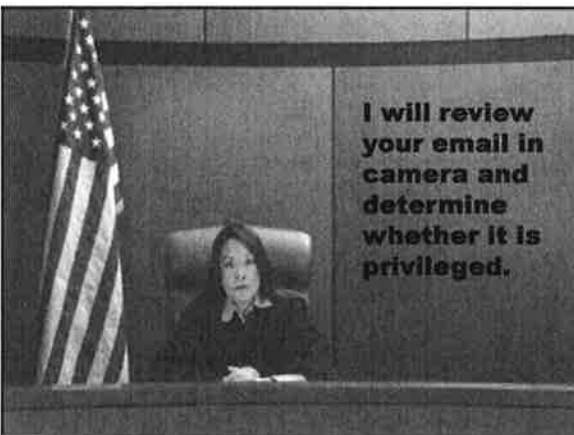 I will review
your email in
camera and
determine
whether it is
privileged.